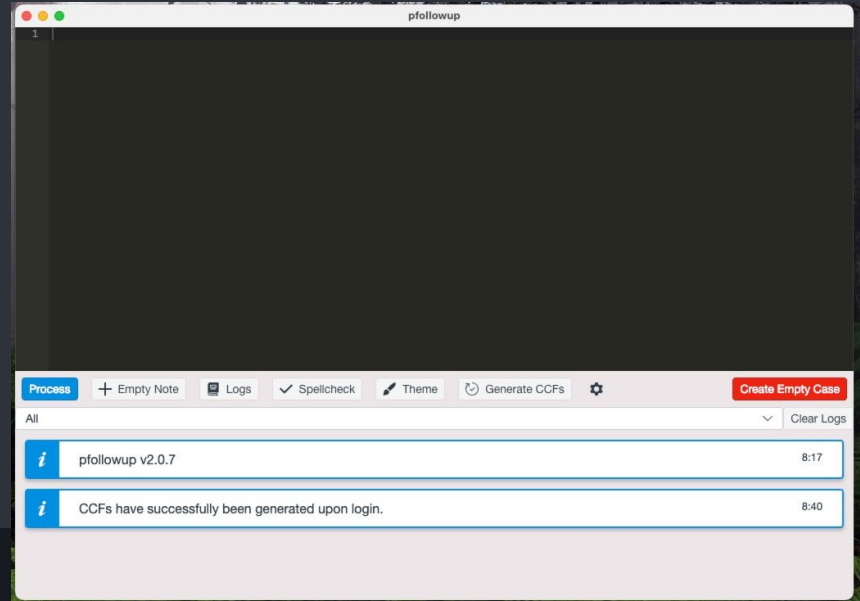 pfollowup
1
Process
Empty Note
Logs
Spellcheck
Theme
Generate CCFs
Create Empty Case
All
Clear Logs
i pfollowup v2.0.7 8:17
i CCFs have successfully been generated upon login. 8:40